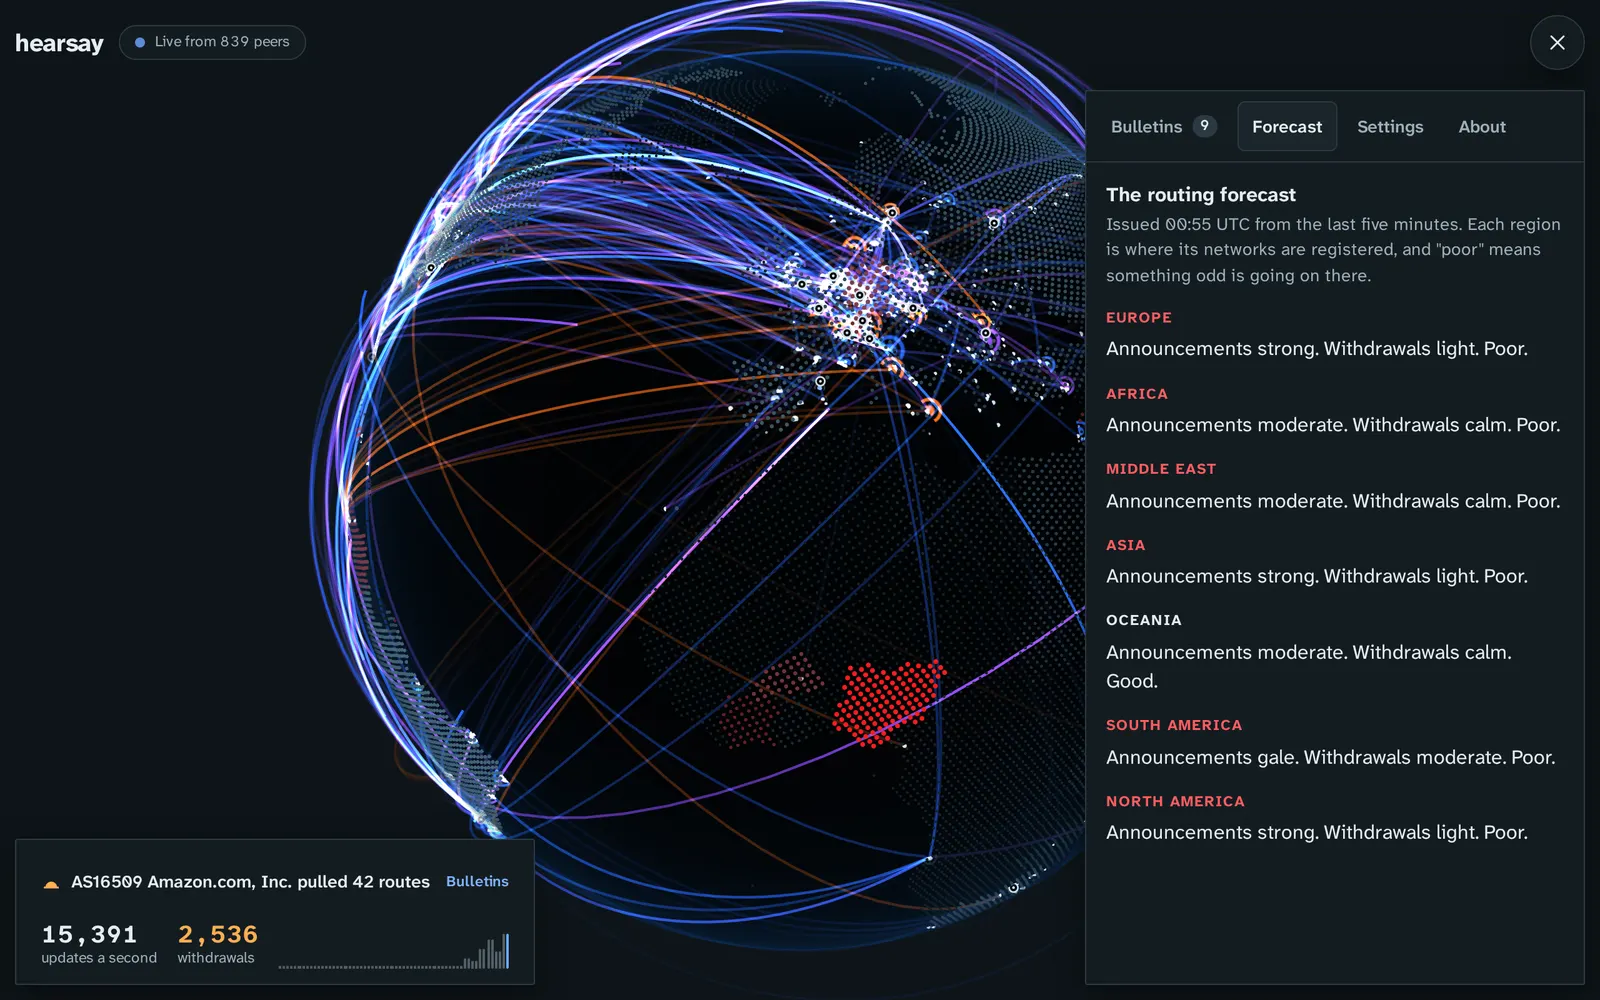 hearsay
Live from 839 peers
Bulletins 9
Forecast
Settings
About
The routing forecast
Issued 00:55 UTC from the last five minutes. Each region
is where its networks are registered, and "poor" means
something odd is going on there.
EUROPE
Announcements strong. Withdrawals light. Poor.
AFRICA
Announcements moderate. Withdrawals calm. Poor.
MIDDLE EAST
Announcements moderate. Withdrawals calm. Poor.
ASIA
Announcements strong. Withdrawals light. Poor.
OCEANIA
Announcements moderate. Withdrawals calm.
Good.
SOUTH AMERICA
Announcements gale. Withdrawals moderate. Poor.
NORTH AMERICA
Announcements strong. Withdrawals light. Poor.
AS16509 Amazon.com, Inc. pulled 42 routes
Bulletins
15,391
updates a second
2,536
withdrawals